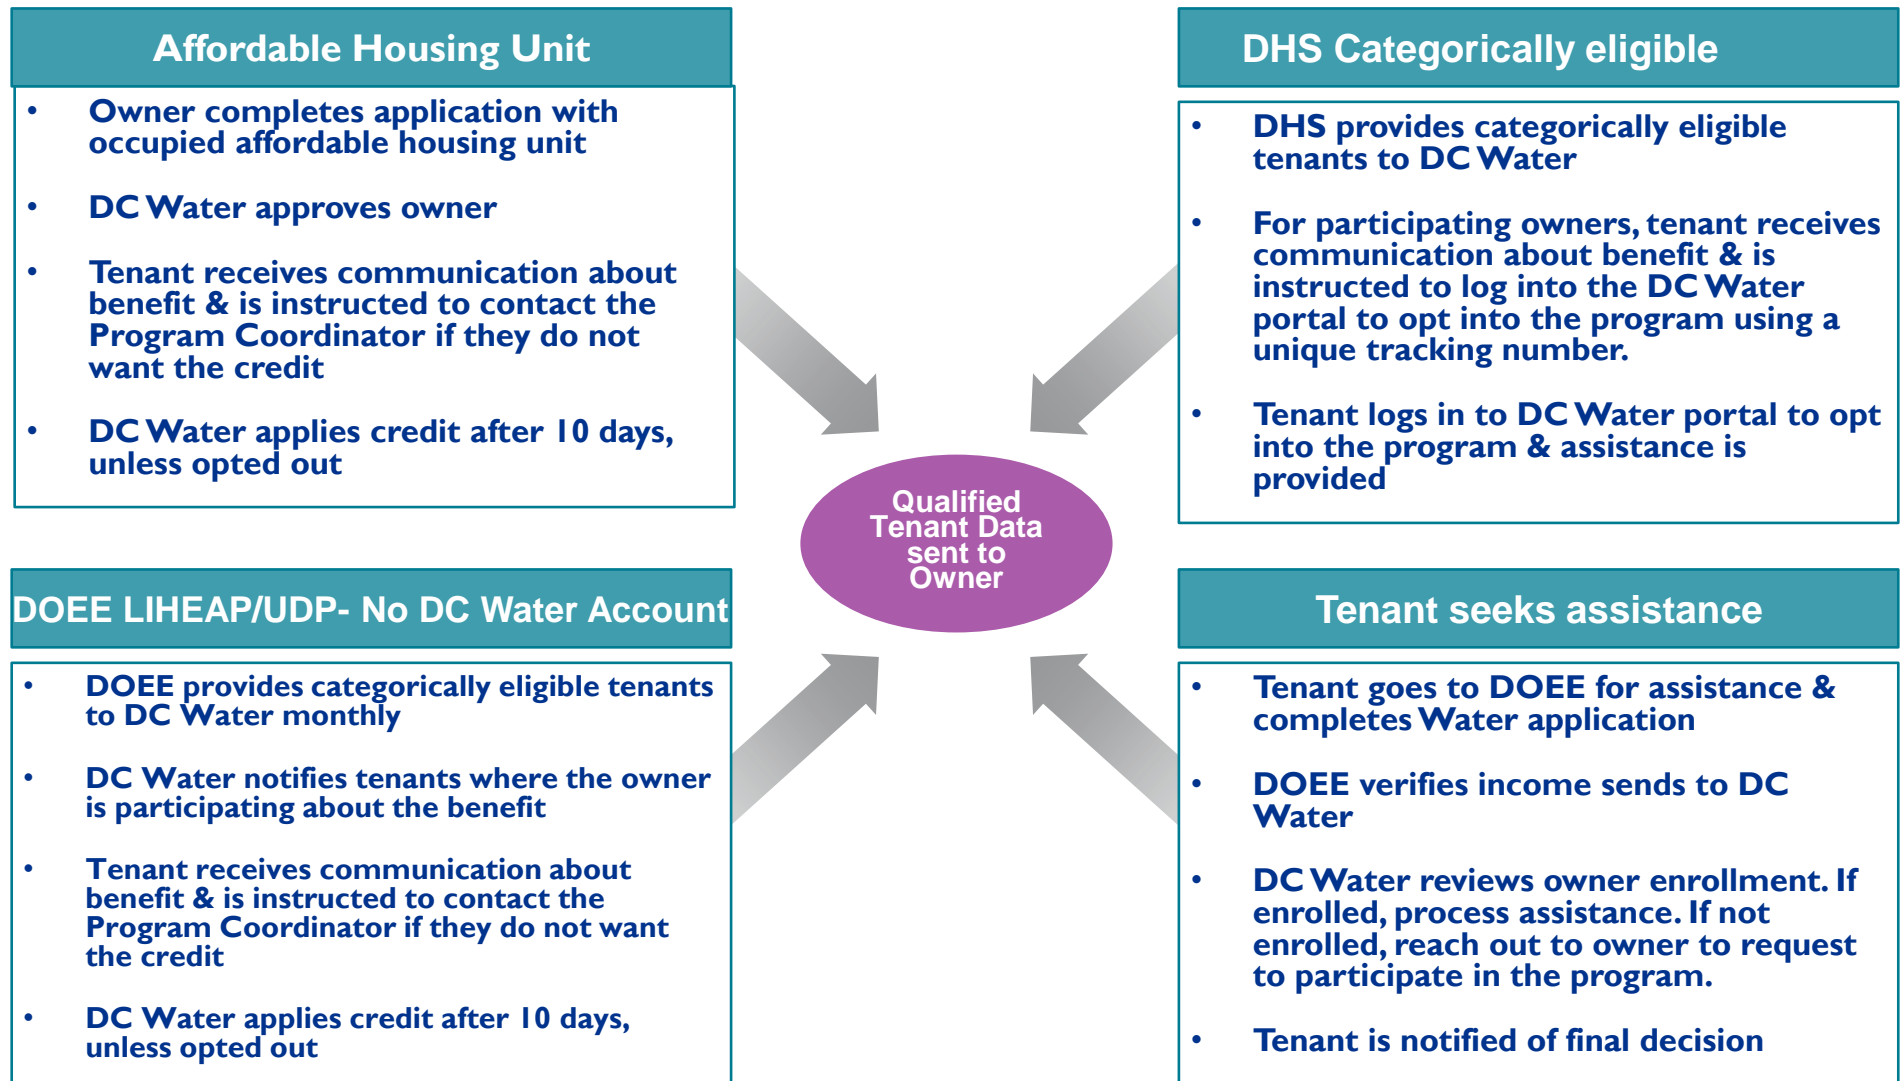 Affordable Housing Unit
• Owner completes application with
occupied affordable housing unit
• DC Water approves owner
• Tenant receives communication about
benefit & is instructed to contact the
Program Coordinator if they do not
want the credit
• DC Water applies credit after 10 days,
unless opted out
DHS Categorically eligible
• DHS provides categorically eligible
tenants to DC Water
• For participating owners, tenant receives
communication about benefit & is
instructed to log into the DC Water
portal to opt into the program using a
unique tracking number.
• Tenant logs in to DC Water portal to opt
into the program & assistance is
provided
Qualified
Tenant Data
sent to
Owner
DOEE LIHEAP/UDP- No DC Water Account
• DOEE provides categorically eligible tenants
to DC Water monthly
• DC Water notifies tenants where the owner
is participating about the benefit
• Tenant receives communication about
benefit & is instructed to contact the
Program Coordinator if they do not want
the credit
• DC Water applies credit after 10 days,
unless opted out
Tenant seeks assistance
• Tenant goes to DOEE for assistance &
completes Water application
• DOEE verifies income sends to DC
Water
• DC Water reviews owner enrollment. If
enrolled, process assistance. If not
enrolled, reach out to owner to request
to participate in the program.
• Tenant is notified of final decision